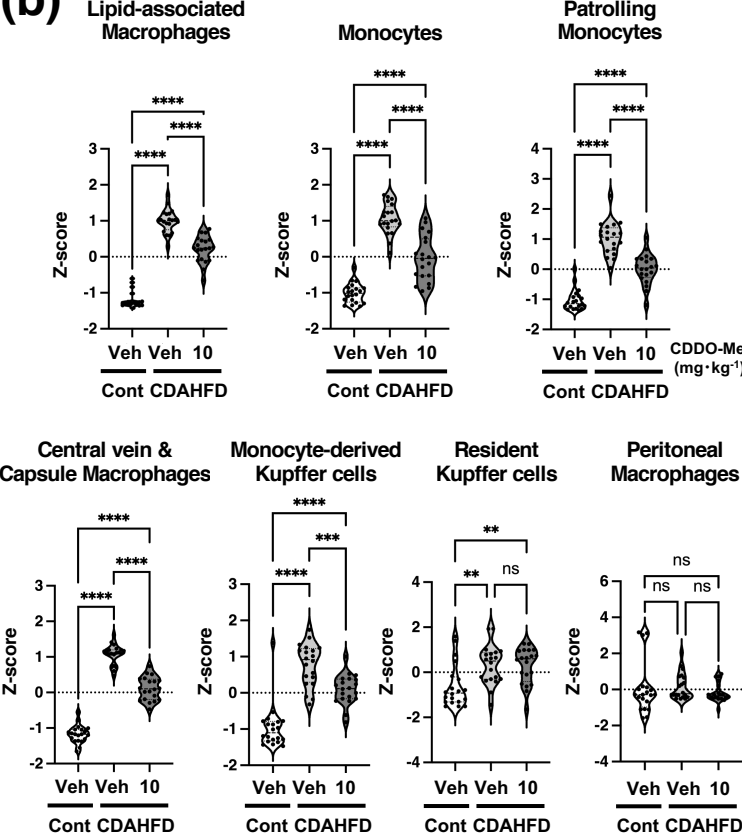 (b)
Lipid-associated
Macrophages
****
****
****
Z-score
3
2
1
0
-1
-2
Veh Veh 10
Cont CDAHFD
Monocytes
****
****
****
Z-score
3
2
1
0
-1
-2
Veh Veh 10
Cont CDAHFD
Patrolling
Monocytes
****
****
****
Z-score
4
3
2
1
0
-1
-2
Veh Veh 10
Cont CDAHFD
CDDO-Me
(mg·kg-1)
Central vein &
Capsule Macrophages
****
****
****
Z-score
3
2
1
0
-1
-2
Veh Veh 10
Cont CDAHFD
Monocyte-derived
Kupffer cells
****
***
****
Z-score
3
2
1
0
-1
-2
Veh Veh 10
Cont CDAHFD
Resident
Kupffer cells
**
ns
**
Z-score
4
2
0
-2
-4
Veh Veh 10
Cont CDAHFD
Peritoneal
Macrophages
ns
ns ns
Z-score
6
4
2
0
-2
-4
Veh Veh 10
Cont CDAHFD